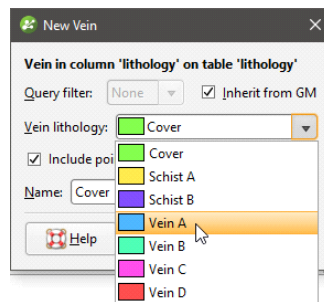 New Vein
Vein in column 'lithology' on table 'lithology'
Query filter: None Inherit from GM
Vein lithology: Cover
Include poi
Cover
Schist A
Schist B
Name: Cover
Vein A
Vein B
Help
Vein C
Vein D